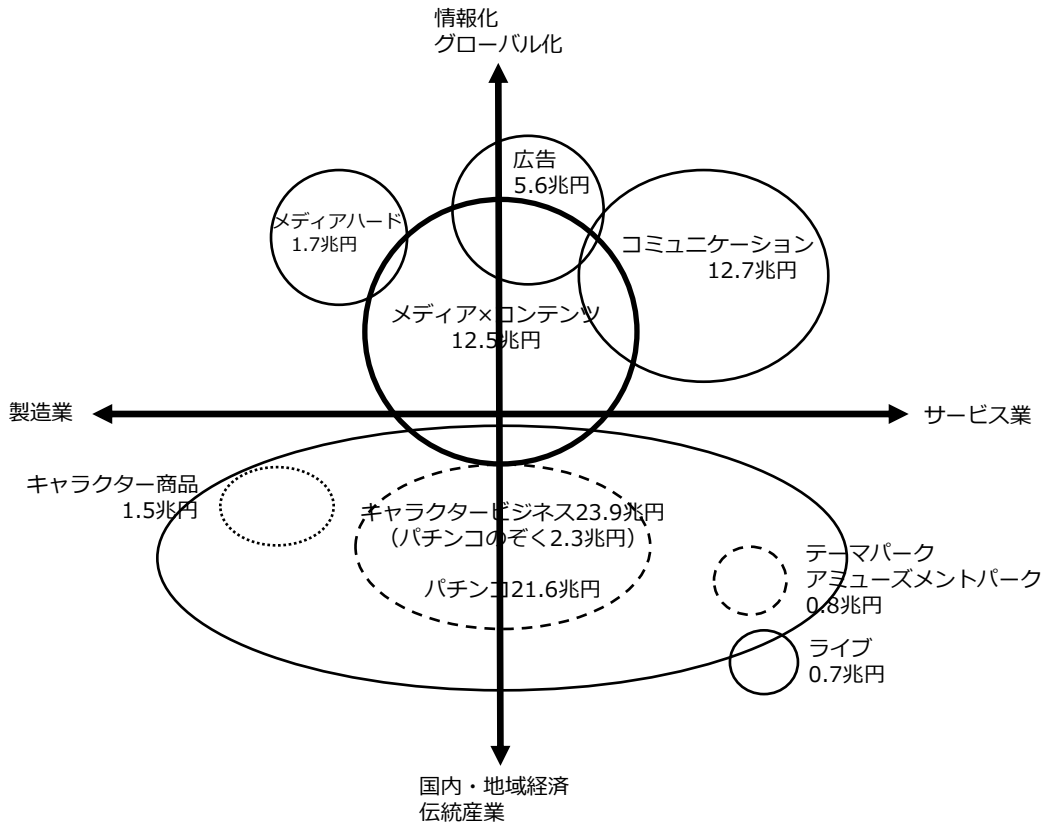 情報化
グローバル化
広告
5.6兆円
メディアハード
1.7兆円
コミュニケーション
12.7兆円
メディア×コンテンツ
12.5兆円
製造業
サービス業
キャラクター商品
1.5兆円
キャラクタービジネス23.9兆円
（パチンコのぞく2.3兆円）
パチンコ21.6兆円
テーマパーク
アミューズメントパーク
0.8兆円
ライブ
0.7兆円
国内・地域経済
伝統産業